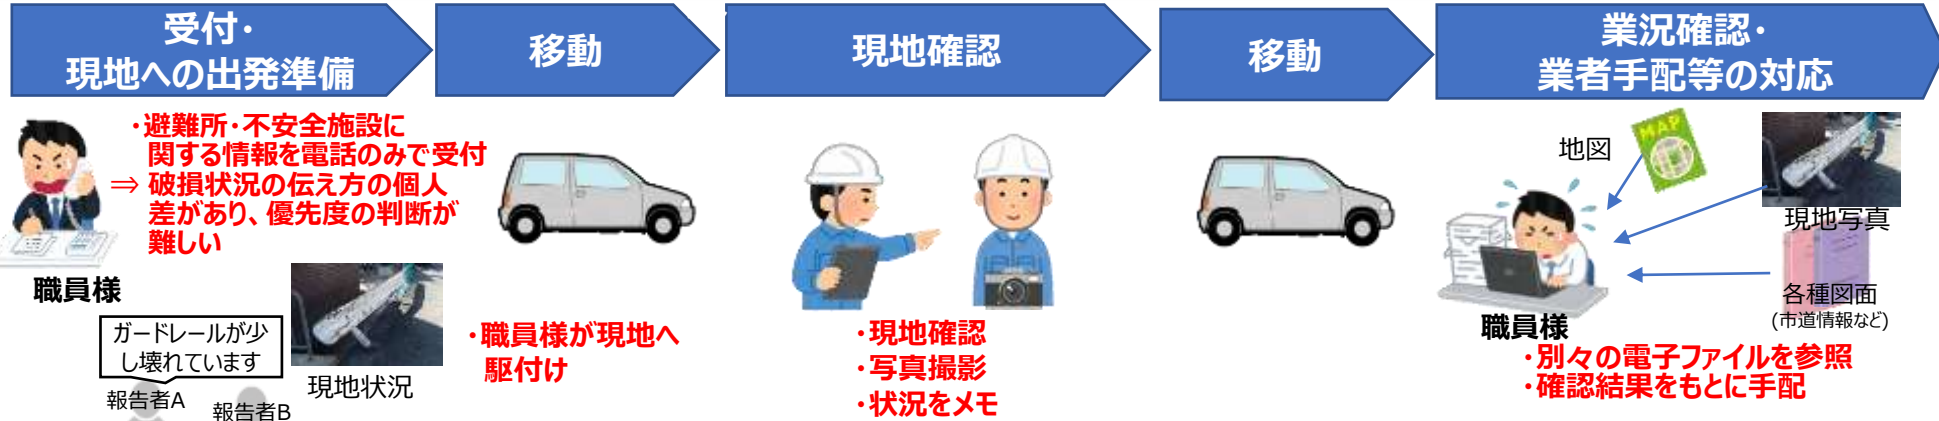 受付・
現地への出発準備
移動
現地確認
移動
業況確認・
業者手配等の対応
・避難所・不安全施設に
関する情報を電話のみで受付
⇒ 破損状況の伝え方の個人
差があり、優先度の判断が
難しい
職員様
ガードレールが少
し壊れています
報告者A
報告者B
現地状況
・職員様が現地へ
駆付け
・現地確認
・写真撮影
・状況をメモ
地図
MAP
現地写真
各種図面
(市道情報など)
職員様
・別々の電子ファイルを参照
・確認結果をもとに手配